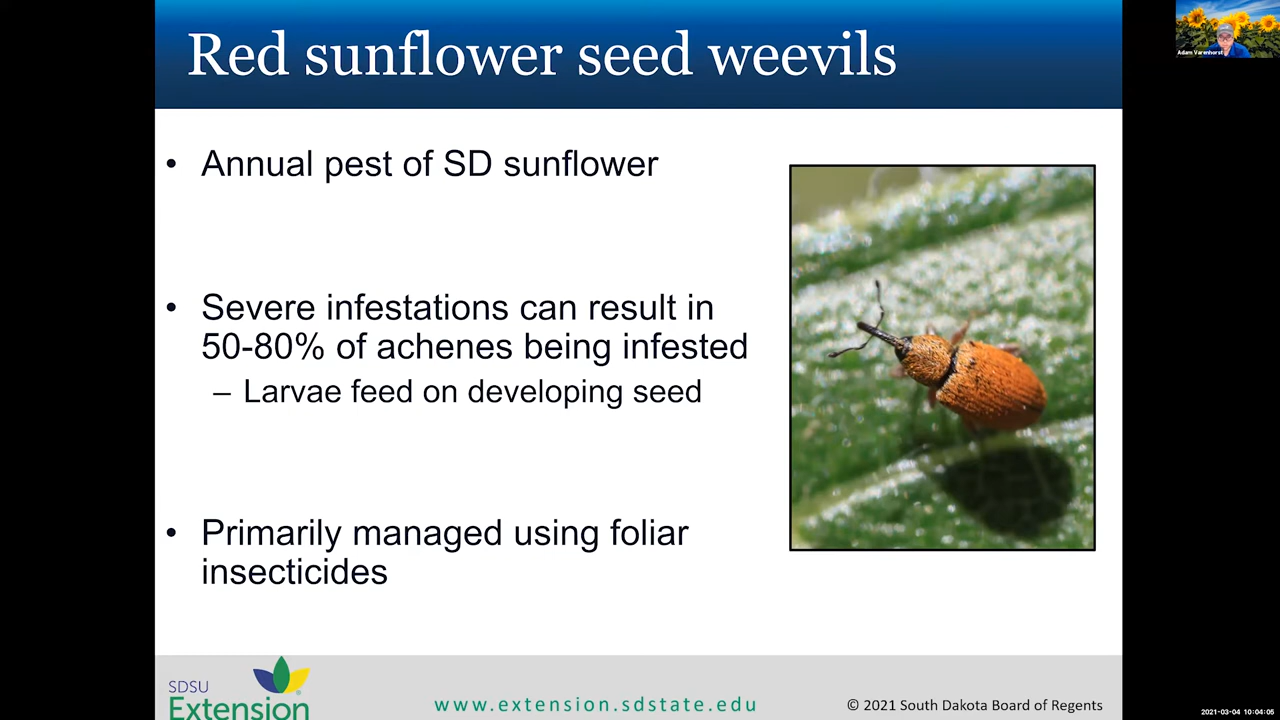 Red sunflower seed weevils
Adam Varenhorst
• Annual pest of SD sunflower
• Severe infestations can result in
50-80% of achenes being infested
– Larvae feed on developing seed
• Primarily managed using foliar
insecticides
SDSU
Extension
www.extension.sdstate.edu
© 2021 South Dakota Board of Regents
2021-03-04 10:04:05